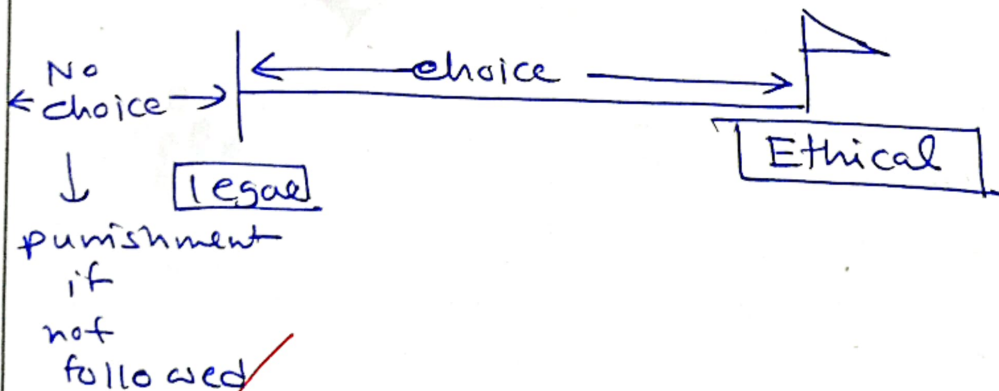 No
choice
choice
legal
Ethical
punishment
if
not
followed